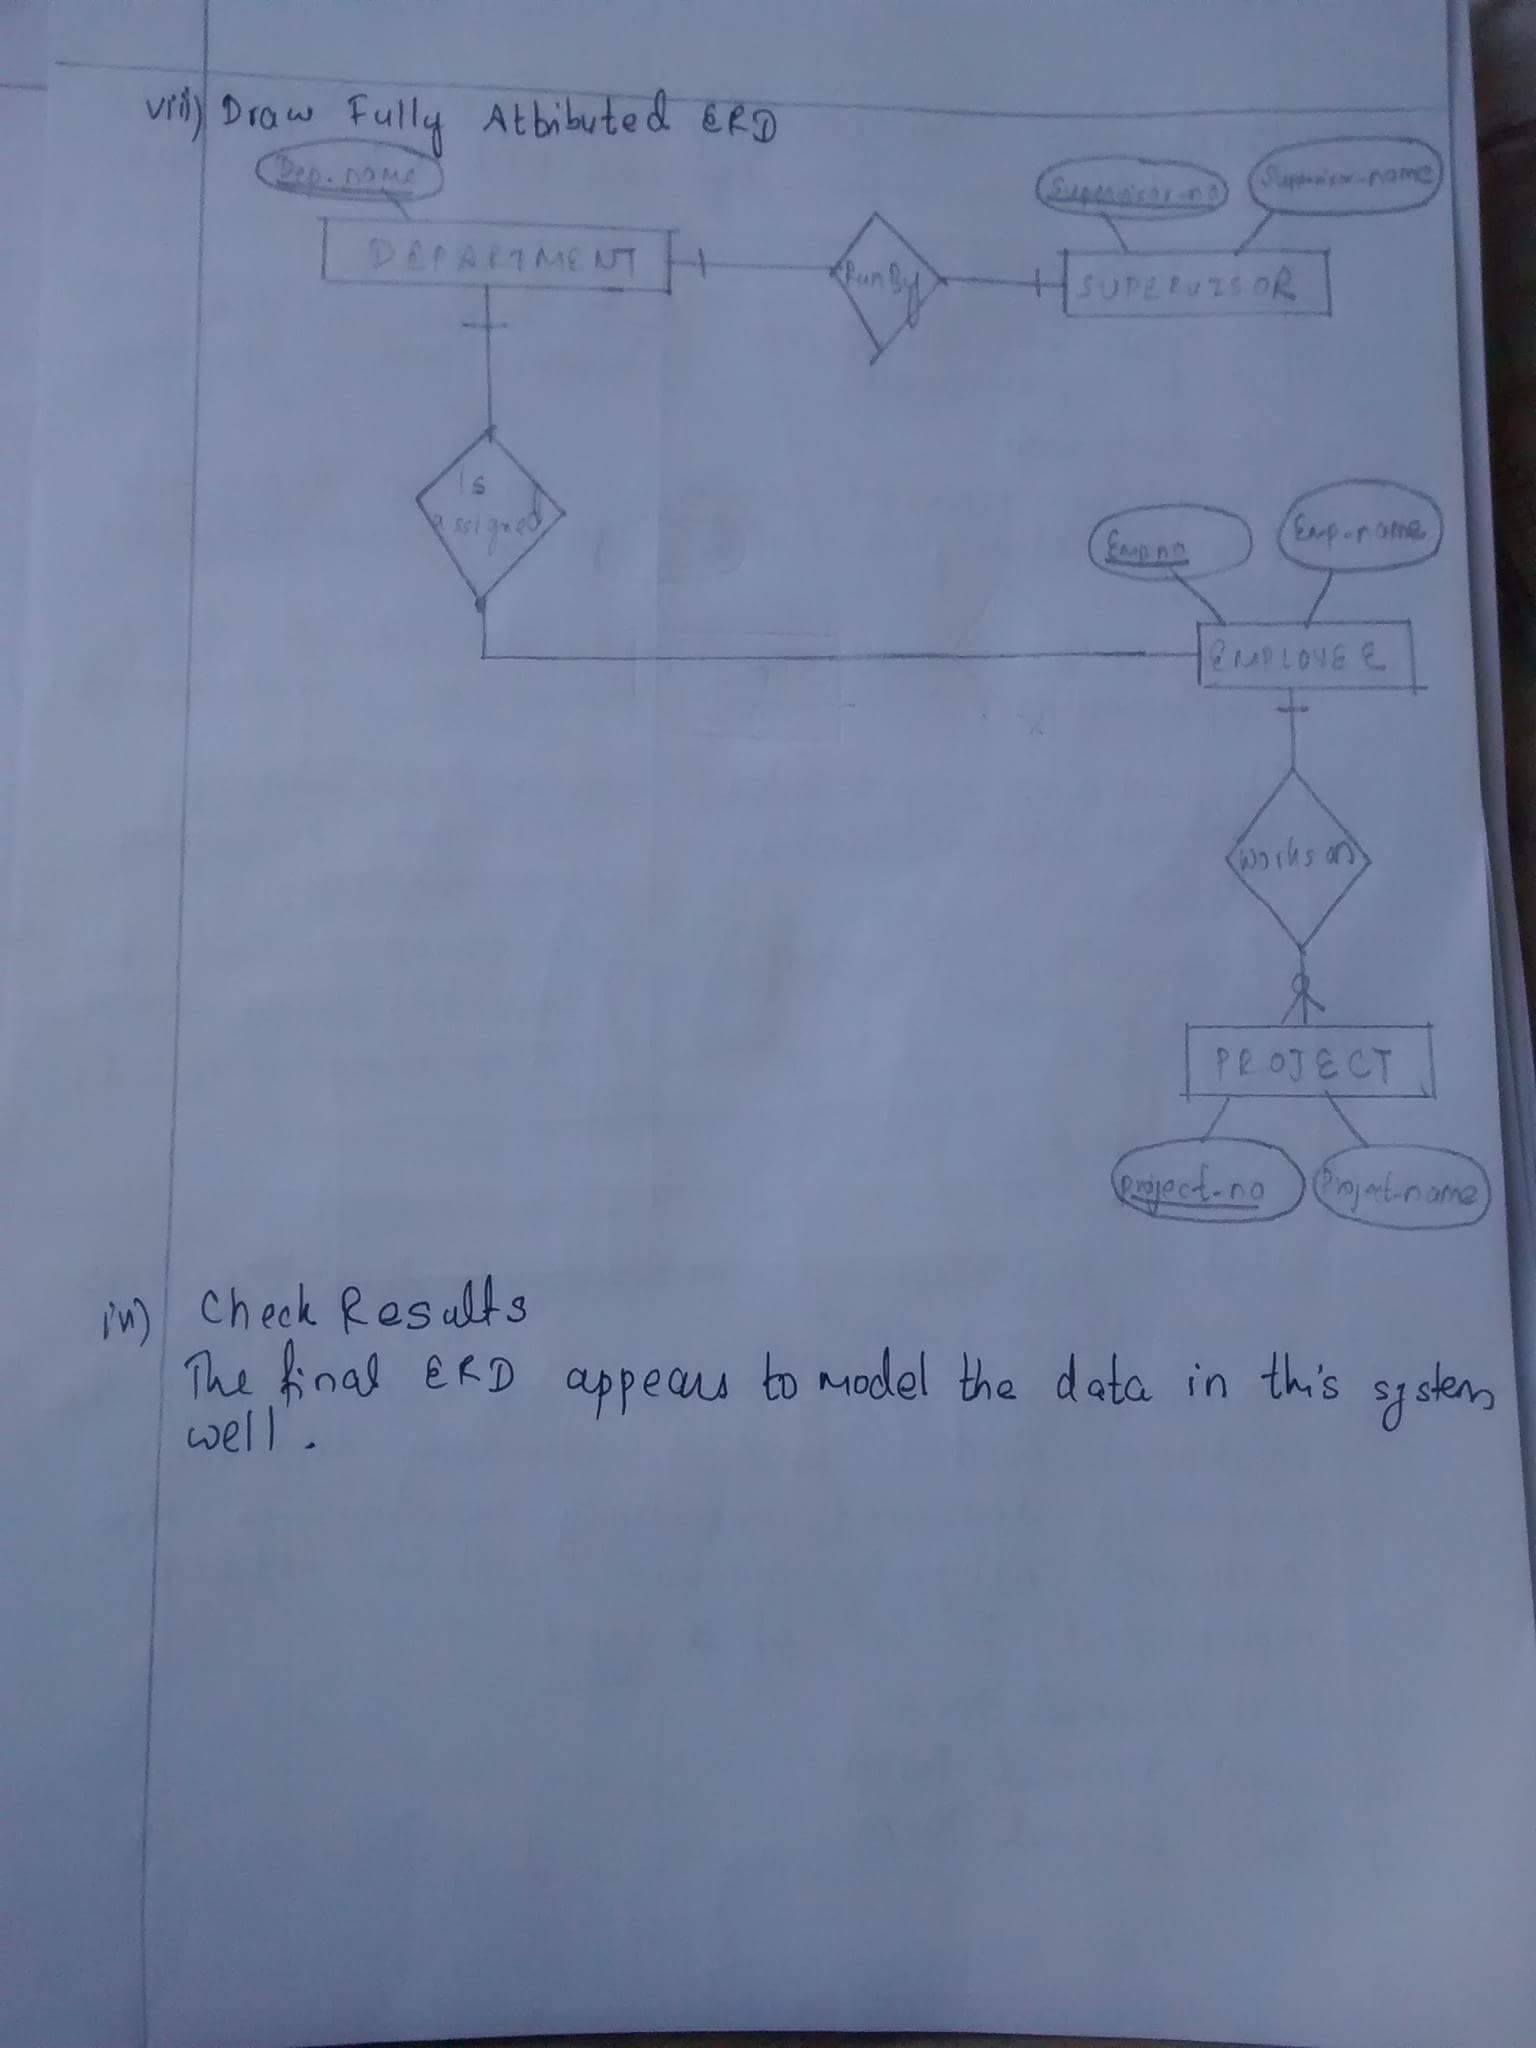 viii) Draw Fully Attributed ERD
Dep. name
Supervisor-no
Supervisor-name
DEPARTMENT
Run By
SUPERVISOR
Is
assigned
Emp no
Emp-name
EMPLOYEE
Works on
PROJECT
Project-no
Project-name
ix) Check Results
The final ERD appears to model the data in this system
well.